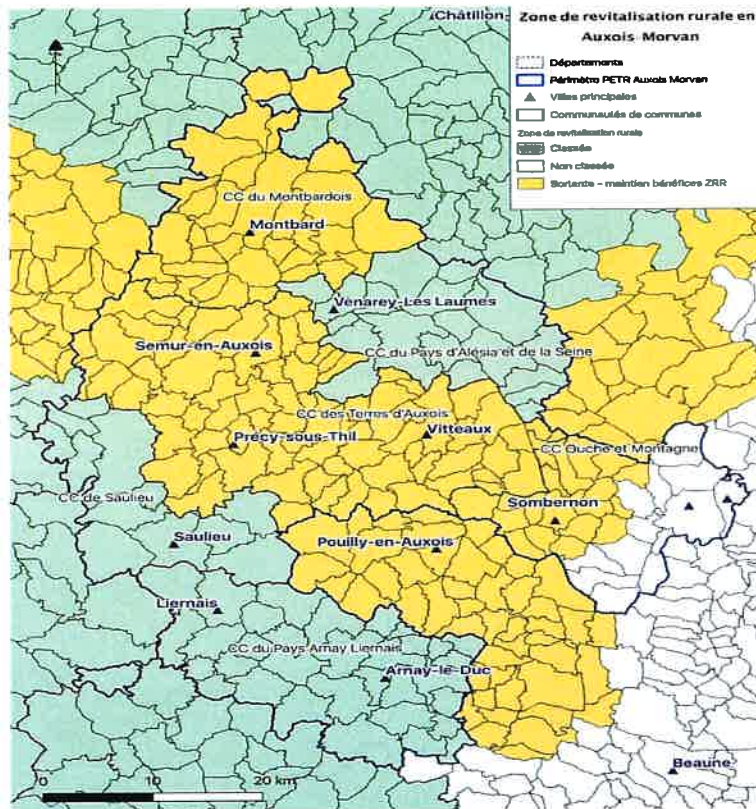 Châtillon-
Zone de revitalisation rurale en
Auxois Morvan
Départements
Périmètre PETR Auxois Morvan
Villes principales
Communautés de communes
Zone de revitalisation rurale
Classée
Non classée
Sortants - maintien bénéfices ZRR
CC du Montbardois
Montbard
Venarey-Les Laumes
Semur-en-Auxois
CC du Pays d'Alésia et de la Seine
CC des Terres d'Auxois
Précy-sous-Thil
Vitteaux
CC Ouche et Montagne
CC de Saulieu
Sombernon
Saulieu
Pouilly-en-Auxois
Liernais
CC du Pays Arnay Liernais
Arnay-le-Duc
Beaune
0 10 20 km